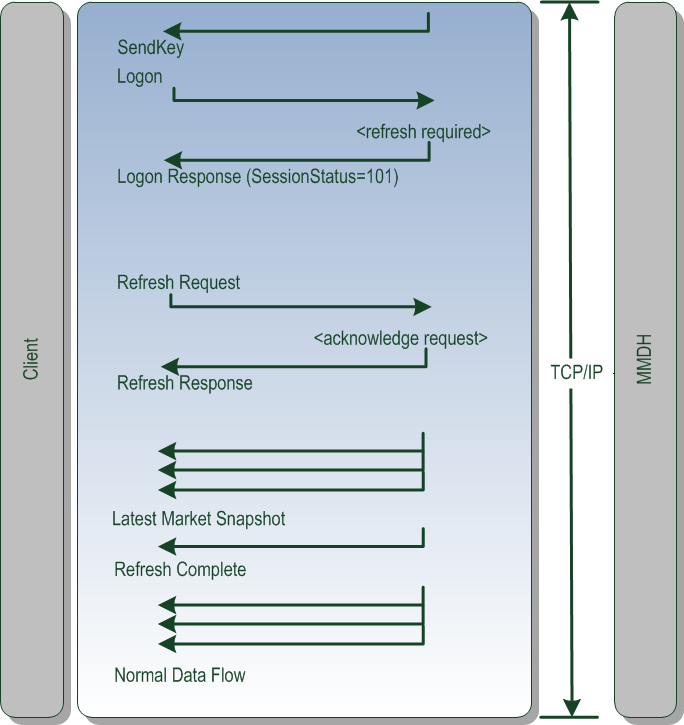 SendKey
Logon
<refresh required>
Logon Response (SessionStatus=101)
Refresh Request
<acknowledge request>
Refresh Response
Latest Market Snapshot
Refresh Complete
Normal Data Flow
Client
TCP/IP
MMDH